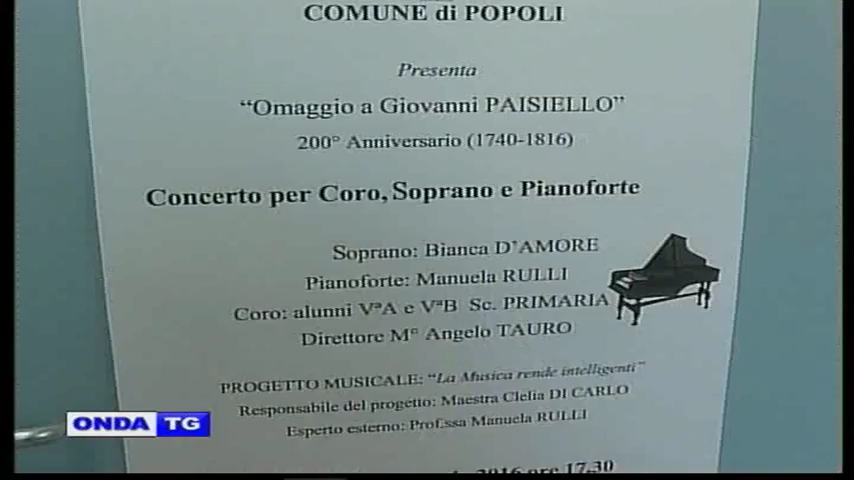 COMUNE di POPOLI
Presenta
“Omaggio a Giovanni PAISIELLO”
200° Anniversario (1740-1816)
Concerto per Coro, Soprano e Pianoforte
Soprano: Bianca D’AMORE
Pianoforte: Manuela RULLI
Coro: alunni VªA e VªB Sc. PRIMARIA
Direttore M° Angelo TAURO
PROGETTO MUSICALE: “La Musica rende intelligenti”
Responsabile del progetto: Maestra Clelia DI CARLO
Esperto esterno: Prof.ssa Manuela RULLI
2016 ore 17,30
ONDA TG